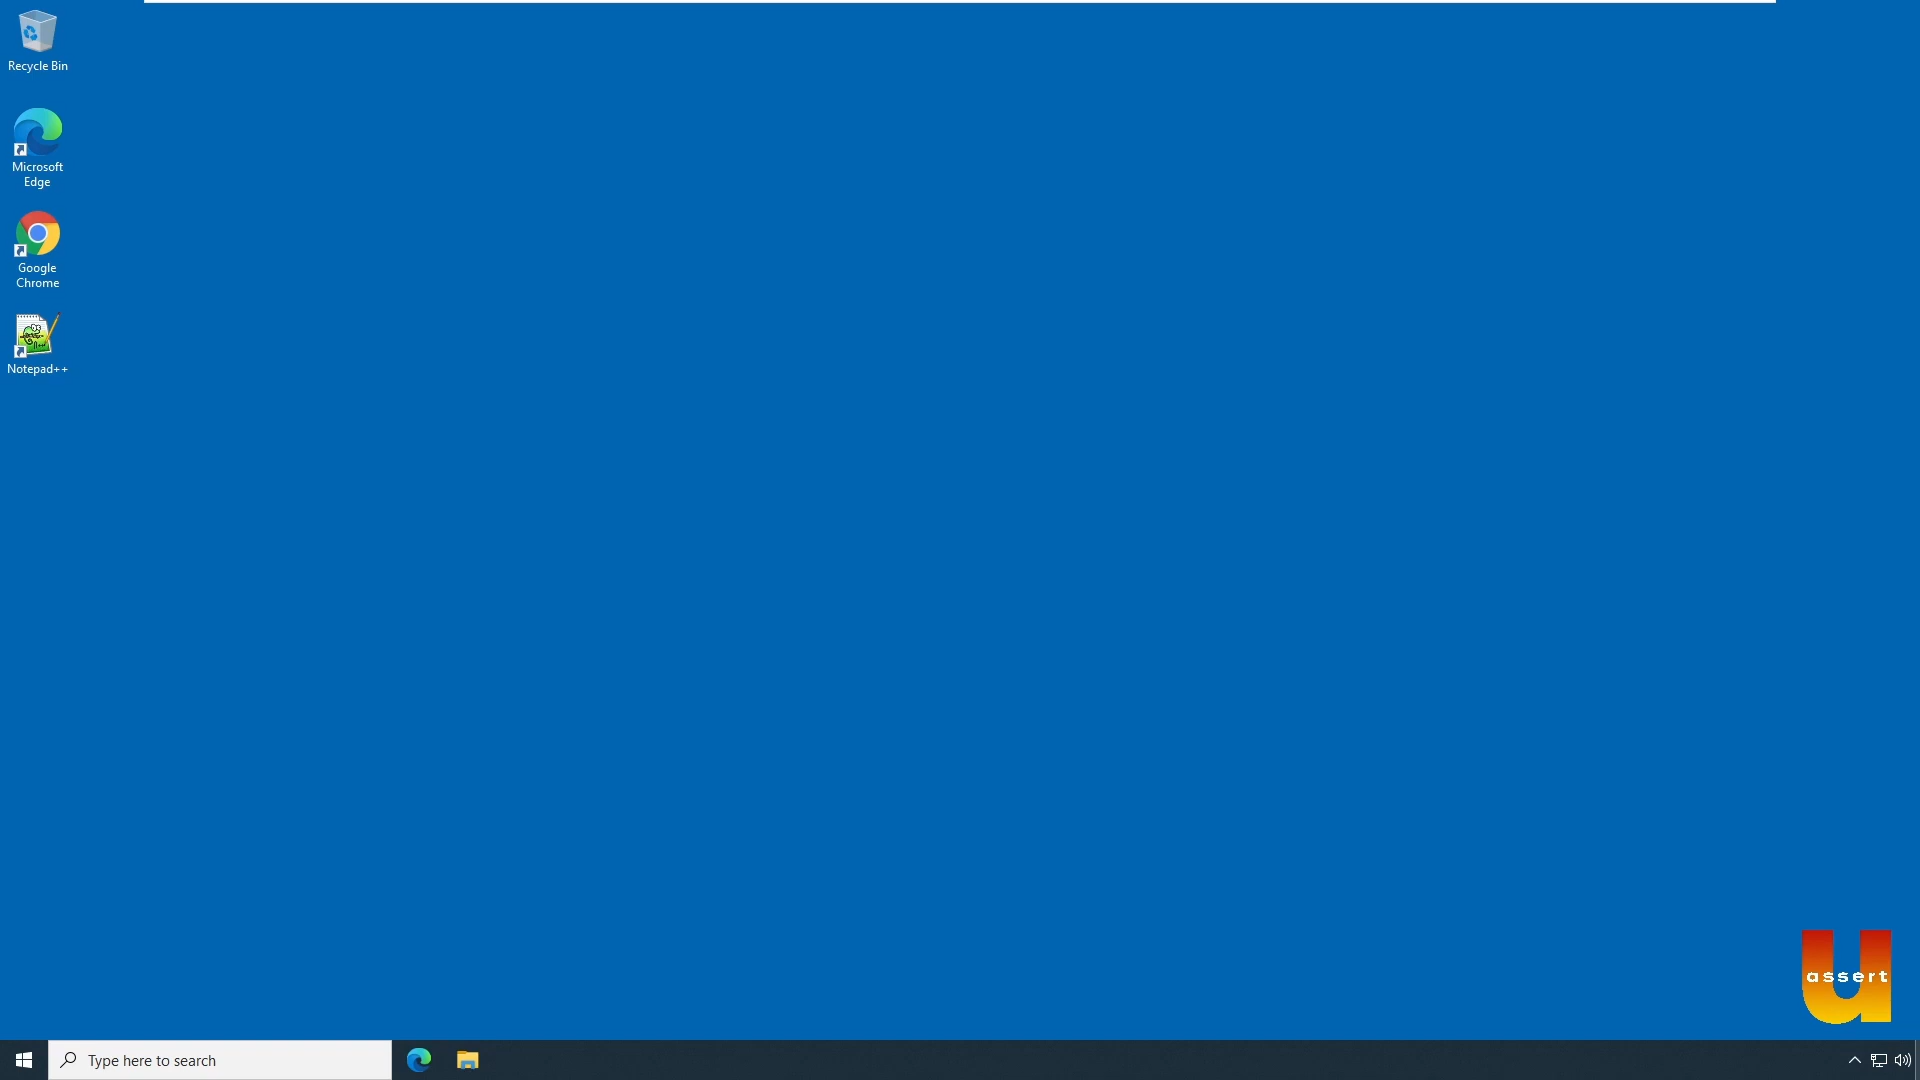 Recycle Bin
Microsoft
Edge
Google
Chrome
Notepad++
assert
Type here to search